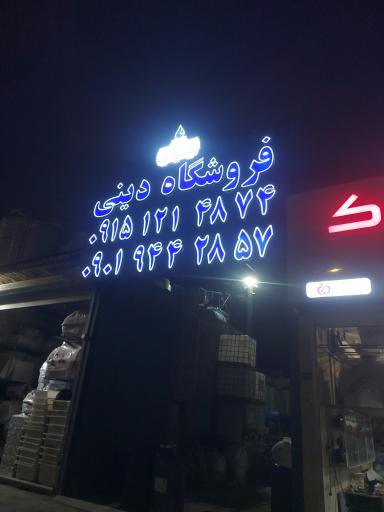 فروشگاه دینی
۰۹۱۵ ۱۲۱ ۴۸ ۷۴
۰۹۰۱ ۹۴۴ ۲۸ ۵۷
ک